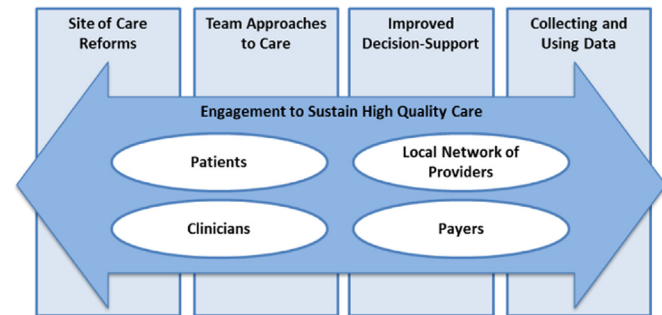 Site of Care
Reforms
Team Approaches
to Care
Improved
Decision-Support
Collecting and
Using Data
Engagement to Sustain High Quality Care
Patients
Local Network of
Providers
Clinicians
Payers